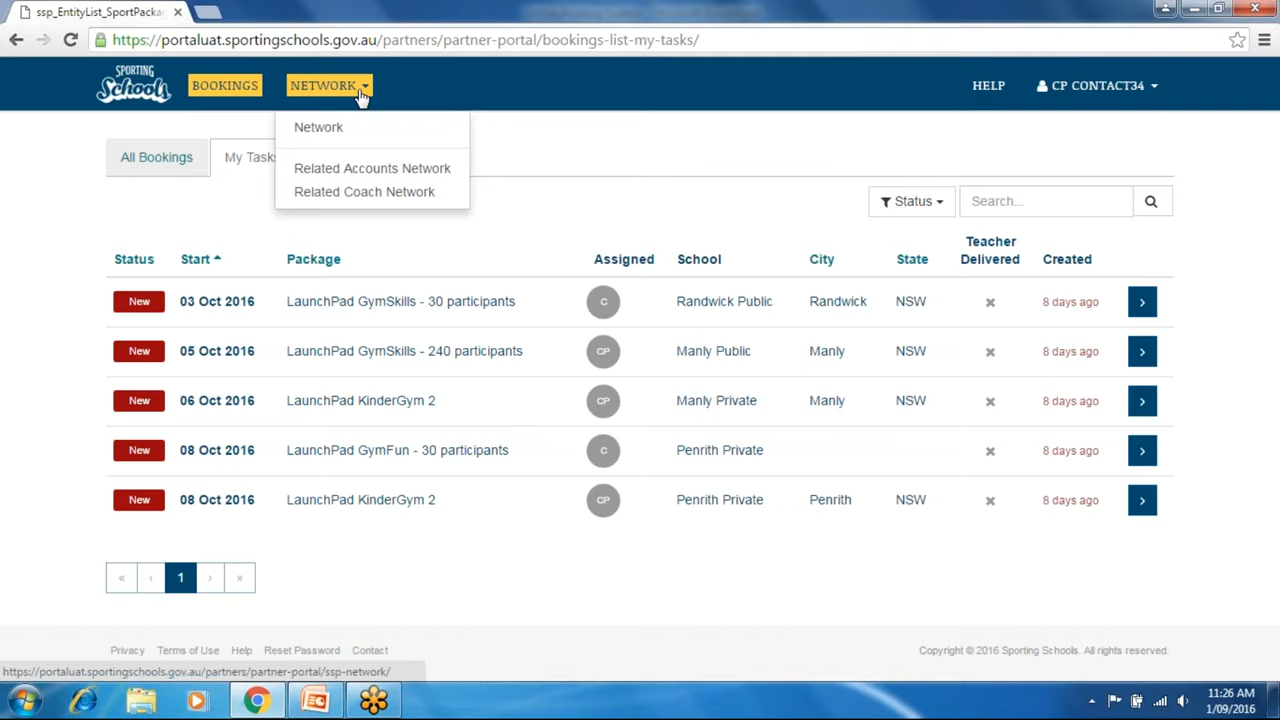 ssp_EntityList_SportPacka
https://portaluat.sportingschools.gov.au/partners/partner-portal/bookings-list-my-tasks/
SPORTING Schools
BOOKINGS
NETWORK
HELP
CP CONTACT34
Network
Related Accounts Network
Related Coach Network
All Bookings
My Tasks
Status
Search...
Status Start Package Assigned School City State Teacher Delivered Created
New 03 Oct 2016 LaunchPad GymSkills - 30 participants C Randwick Public Randwick NSW 8 days ago
New 05 Oct 2016 LaunchPad GymSkills - 240 participants CP Manly Public Manly NSW 8 days ago
New 06 Oct 2016 LaunchPad KinderGym 2 CP Manly Private Manly NSW 8 days ago
New 08 Oct 2016 LaunchPad GymFun - 30 participants C Penrith Private 8 days ago
New 08 Oct 2016 LaunchPad KinderGym 2 CP Penrith Private Penrith NSW 8 days ago
« ‹ 1 › »
Privacy Terms of Use Help Reset Password Contact
Copyright © 2016 Sporting Schools. All rights reserved.
https://portaluat.sportingschools.gov.au/partners/partner-portal/ssp-network/
11:26 AM
1/09/2016